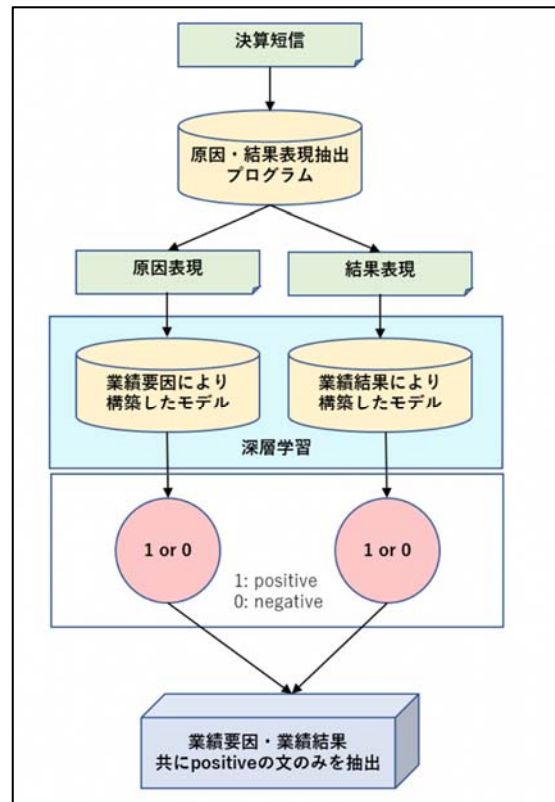 決算短信
原因・結果表現抽出
プログラム
原因表現
結果表現
業績要因により
構築したモデル
業績結果により
構築したモデル
深層学習
1 or 0
1 or 0
1: positive
0: negative
業績要因・業績結果
共にpositiveの文のみを抽出